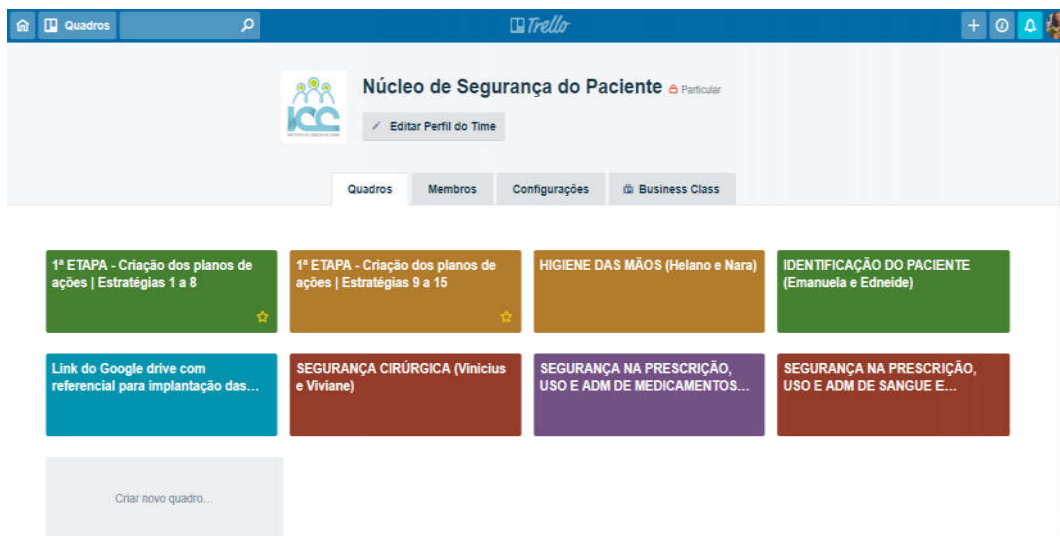 Quadros
Trello
Núcleo de Segurança do Paciente Particular
ICC
Editar Perfil do Time
Quadros Membros Configurações Business Class
1ª ETAPA - Criação dos planos de
ações | Estratégias 1 a 8
1ª ETAPA - Criação dos planos de
ações | Estratégias 9 a 15
HIGIENE DAS MÃOS (Helano e Nara)
IDENTIFICAÇÃO DO PACIENTE
(Emanuela e Edneide)
Link do Google drive com
referencial para implantação das...
SEGURANÇA CIRÚRGICA (Vinicius
e Viviane)
SEGURANÇA NA PRESCRIÇÃO,
USO E ADM DE MEDICAMENTOS...
SEGURANÇA NA PRESCRIÇÃO,
USO E ADM DE SANGUE E...
Criar novo quadro...